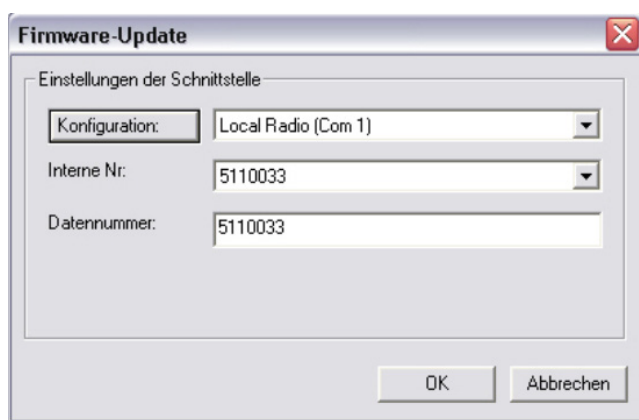 Firmware-Update
Einstellungen der Schnittstelle
Konfiguration: Local Radio (Com 1)
Interne Nr: 5110033
Datennummer: 5110033
OK Abbrechen